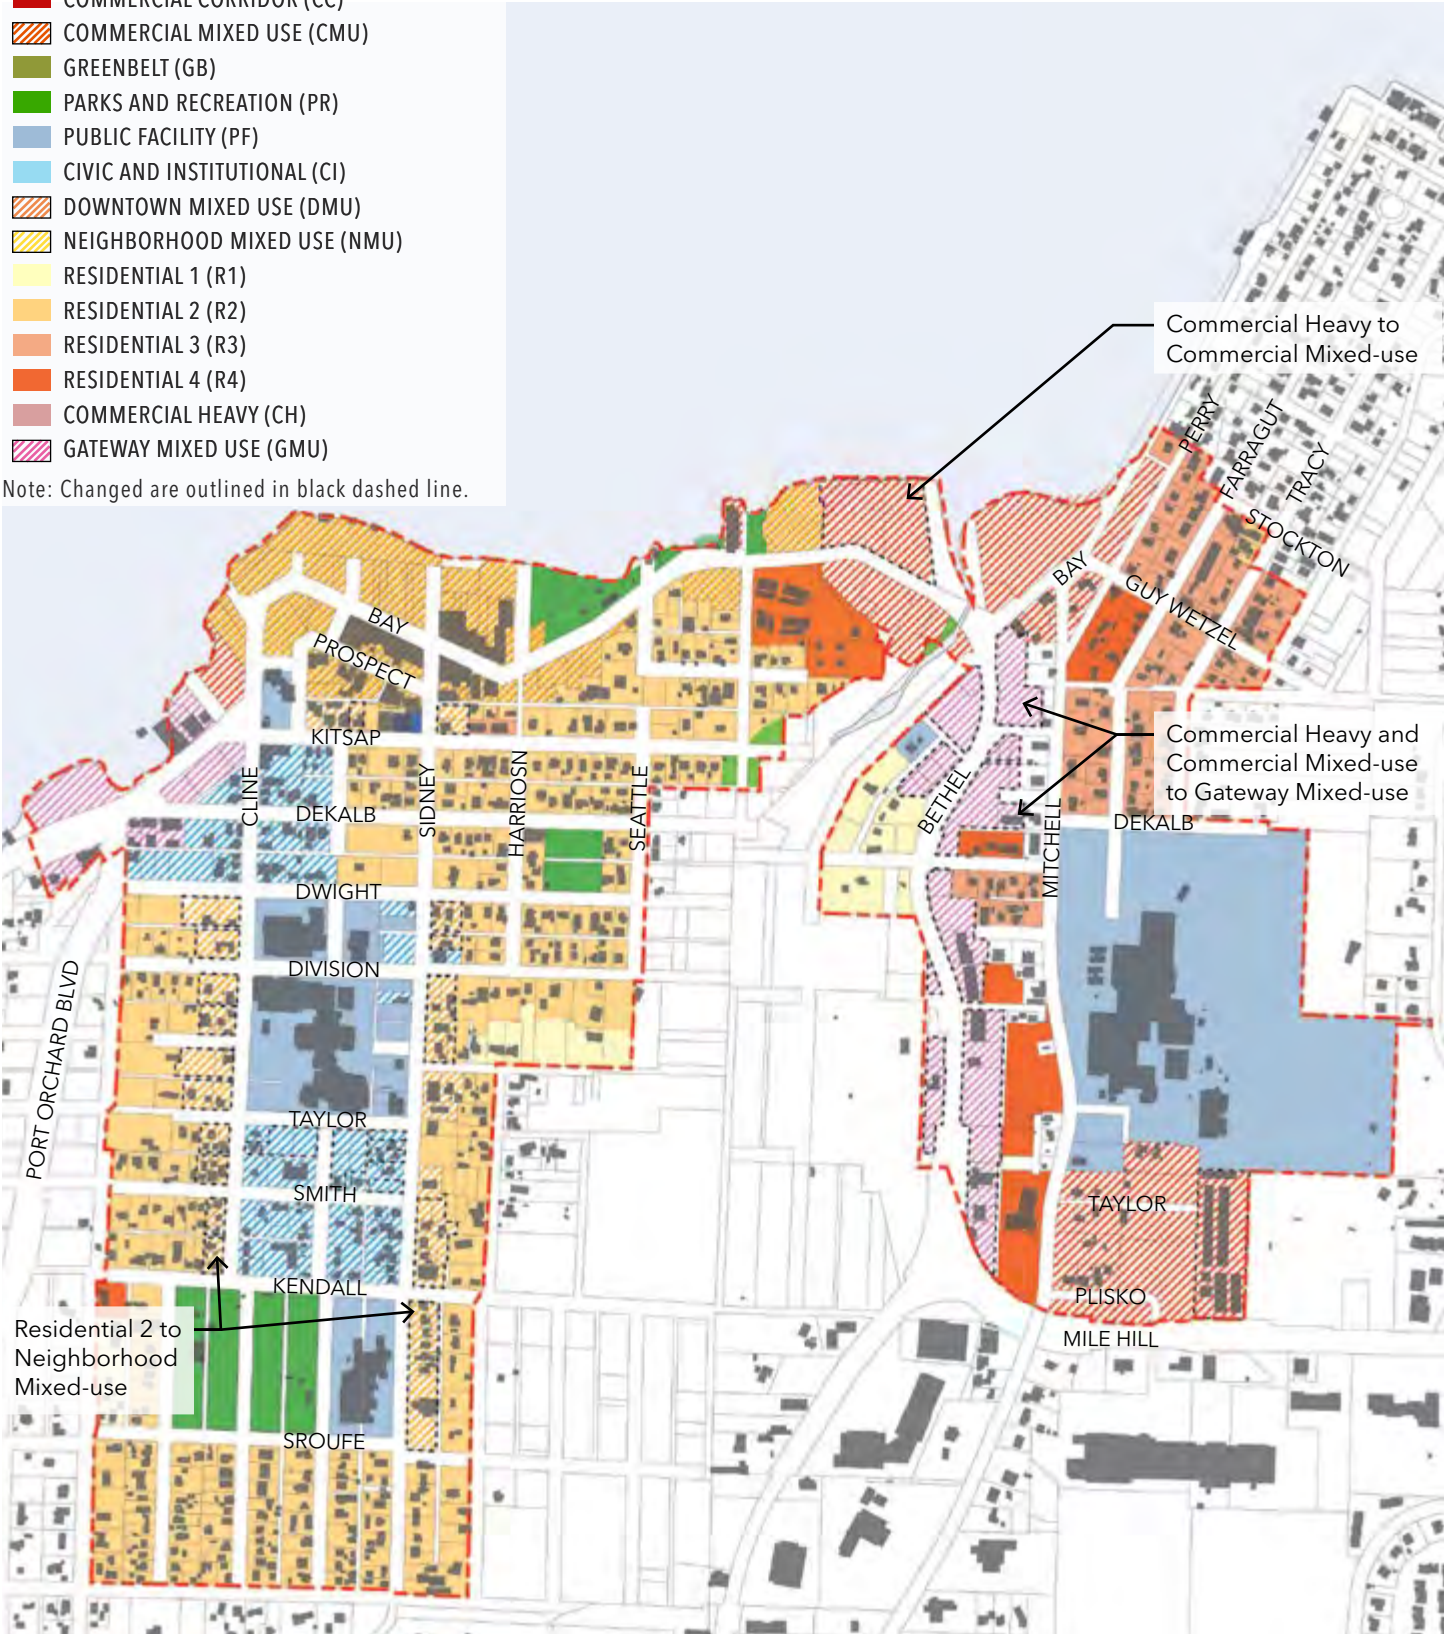 COMMERCIAL CORRIDOR (CC)
COMMERCIAL MIXED USE (CMU)
GREENBELT (GB)
PARKS AND RECREATION (PR)
PUBLIC FACILITY (PF)
CIVIC AND INSTITUTIONAL (CI)
DOWNTOWN MIXED USE (DMU)
NEIGHBORHOOD MIXED USE (NMU)
RESIDENTIAL 1 (R1)
RESIDENTIAL 2 (R2)
RESIDENTIAL 3 (R3)
RESIDENTIAL 4 (R4)
COMMERCIAL HEAVY (CH)
GATEWAY MIXED USE (GMU)
Note: Changed are outlined in black dashed line.
Commercial Heavy to
Commercial Mixed-use
PERRY
FARRAGUT
TRACY
STOCKTON
BAY
GUY WETZEL
BAY
PROSPECT
KITSAP
CLINE
SIDNEY
HARRIOSN
SEATTLE
DEKALB
BETHEL
MITCHELL
Commercial Heavy and
Commercial Mixed-use
to Gateway Mixed-use
DEKALB
DWIGHT
DIVISION
PORT ORCHARD BLVD
TAYLOR
SMITH
TAYLOR
KENDALL
PLISKO
MILE HILL
Residential 2 to
Neighborhood
Mixed-use
SROUFE